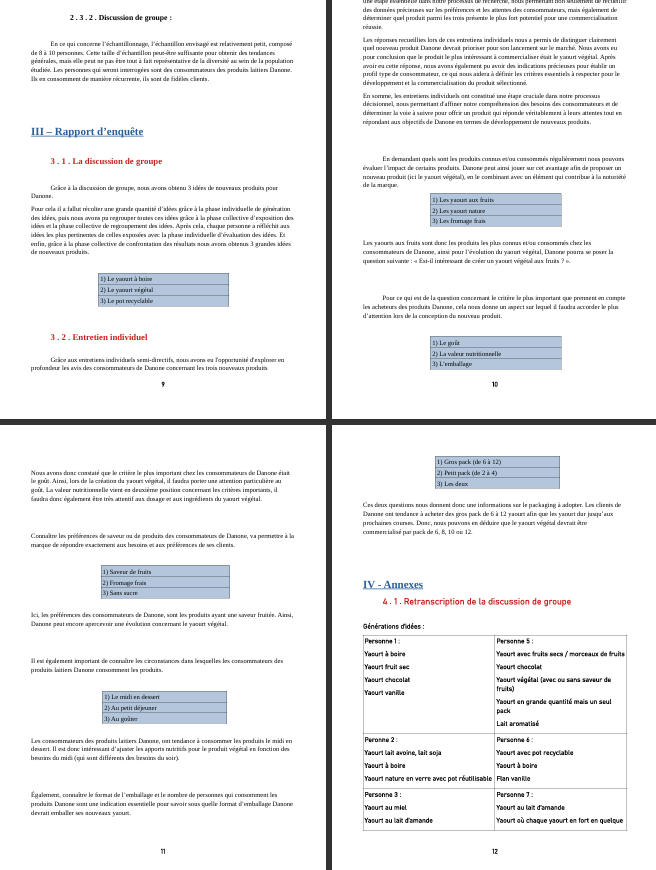 2 . 3 . 2 . Discussion de groupe :
En ce qui concerne l'échantillonnage, l'échantillon envisagé est relativement petit, composé
de 8 à 10 personnes. Cette taille d'échantillon peut-être suffisante pour obtenir des tendances
générales, mais elle peut ne pas être tout à fait représentative de la diversité au sein de la population
étudiée. Les personnes qui seront interrogées sont des consommateurs des produits laitiers Danone.
Ils en consomment de manière récurrente, ils sont de fidèles clients.
III – Rapport d'enquête
3 . 1 . La discussion de groupe
Grâce à la discussion de groupe, nous avons obtenu 3 idées de nouveaux produits pour
Danone.
Pour cela il a fallut récolter une grande quantité d'idées grâce à la phase individuelle de génération
des idées, puis nous avons pu regrouper toutes ces idées grâce à la phase collective d'exposition des
idées et la phase collective de regroupement des idées. Après cela, chaque personne a réfléchit aux
idées les plus pertinentes de celles exposées avec la phase individuelle d'évaluation des idées. Et
enfin, grâce à la phase collective de confrontation des résultats nous avons obtenu 3 grandes idées
de nouveaux produits.
1) Le yaourt à boire
2) Le yaourt végétal
3) Le pot recyclable
3 . 2 . Entretien individuel
Grâce aux entretiens individuels semi-directifs, nous avons eu l'opportunité d'explorer en
profondeur les avis des consommateurs de Danone concernant les trois nouveaux produits
9
une étape essentielle dans notre processus de recherche, nous permettant non seulement de recueillir
des données précieuses sur les préférences et les attentes des consommateurs, mais également de
déterminer quel produit parmi les trois présente le plus fort potentiel pour une commercialisation
réussie.
Les réponses recueillies lors de ces entretiens individuels nous a permis de distinguer clairement
quel nouveau produit Danone devrait prioriser pour son lancement sur le marché. Nous avons eu
pour conclusion que le produit le plus intéressant à commercialiser était le yaourt végétal. Après
avoir eu cette réponse, nous avons également pu avoir des indications précieuses pour établir un
profil type de consommateur, ce qui nous aidera à définir les critères essentiels à respecter pour le
développement et la commercialisation du produit sélectionné.
En somme, les entretiens individuels ont constitué une étape cruciale dans notre processus
décisionnel, nous permettant d'affiner notre compréhension des besoins des consommateurs et de
déterminer la voie à suivre pour offrir un produit qui réponde véritablement à leurs attentes tout en
répondant aux objectifs de Danone en termes de développement de nouveaux produits.
En demandant quels sont les produits connus et/ou consommés régulièrement nous pouvons
évaluer l'impact de certains produits. Danone peut ainsi jouer sur cet avantage afin de proposer un
nouveau produit (ici le yaourt végétal), en le combinant avec un élément qui contribue à la notoriété
de la marque.
1) Les yaourt aux fruits
2) Les yaourt nature
3) Les fromage frais
Les yaourts aux fruits sont donc les produits les plus connus et/ou consommés chez les
consommateurs de Danone, ainsi pour l'évolution du yaourt végétal, Danone pourra se poser la
question suivante : « Est-il intéressant de créer un yaourt végétal aux fruits ? ».
Pour ce qui est de la question concernant le critère le plus important que prennent en compte
les acheteurs des produits Danone, cela nous donne un aspect sur lequel il faudra accorder le plus
d'attention lors de la conception du nouveau produit.
1) Le goût
2) La valeur nutritionnelle
3) L'emballage
10
Nous avons donc constaté que le critère le plus important chez les consommateurs de Danone était
le goût. Ainsi, lors de la création du yaourt végétal, il faudra porter une attention particulière au
goût. La valeur nutritionnelle vient en deuxième position concernant les critères importants, il
faudra donc également être très attentif aux dosage et aux ingrédients du yaourt végétal.
Connaître les préférences de saveur ou de produits des consommateurs de Danone, va permettre à la
marque de répondre exactement aux besoins et aux préférences de ses clients.
1) Saveur de fruits
2) Fromage frais
3) Sans sucre
Ici, les préférences des consommateurs de Danone, sont les produits ayant une saveur fruitée. Ainsi,
Danone peut encore apercevoir une évolution concernant le yaourt végétal.
Il est également important de connaître les circonstances dans lesquelles les consommateurs des
produits laitiers Danone consomment les produits.
1) Le midi en dessert
2) Au petit déjeuner
3) Au goûter
Les consommateurs des produits laitiers Danone, ont tendance à consommer les produits le midi en
dessert. Il est donc intéressant d'ajuster les apports nutritifs pour le produit végétal en fonction des
besoins du midi (qui sont différents des besoins du soir).
Également, connaître le format de l'emballage et le nombre de personnes qui consomment les
produits Danone sont une indication essentielle pour savoir sous quelle format d'emballage Danone
devrait emballer ses nouveaux yaourt.
11
1) Gros pack (de 6 à 12)
2) Petit pack (de 2 à 4)
3) Les deux
Ces deux questions nous donnent donc une informations sur le packaging à adopter. Les clients de
Danone ont tendance à acheter des gros pack de 6 à 12 yaourt afin que les yaourt dur jusqu'aux
prochaines courses. Donc, nous pouvons en déduire que le yaourt végétal devrait être
commercialisé par pack de 6, 8, 10 ou 12.
IV - Annexes
4 . 1 . Retranscription de la discussion de groupe
Générations d'idées :
Personne 1 :
Yaourt à boire
Yaourt fruit sec
Yaourt chocolat
Yaourt vanille
Personne 5 :
Yaourt avec fruits secs / morceaux de fruits
Yaourt chocolat
Yaourt végétal (avec ou sans saveur de
fruits)
Yaourt en grande quantité mais un seul
pack
Lait aromatisé
Peronne 2 :
Yaourt lait avoine, lait soja
Yaourt à boire
Yaourt nature en verre avec pot réutilisable
Personne 6 :
Yaourt avec pot recyclable
Yaourt à boire
Flan vanille
Personne 3 :
Yaourt au miel
Yaourt au lait d'amande
Personne 7 :
Yaourt au lait d'amande
Yaourt où chaque yaourt en fort en quelque
12